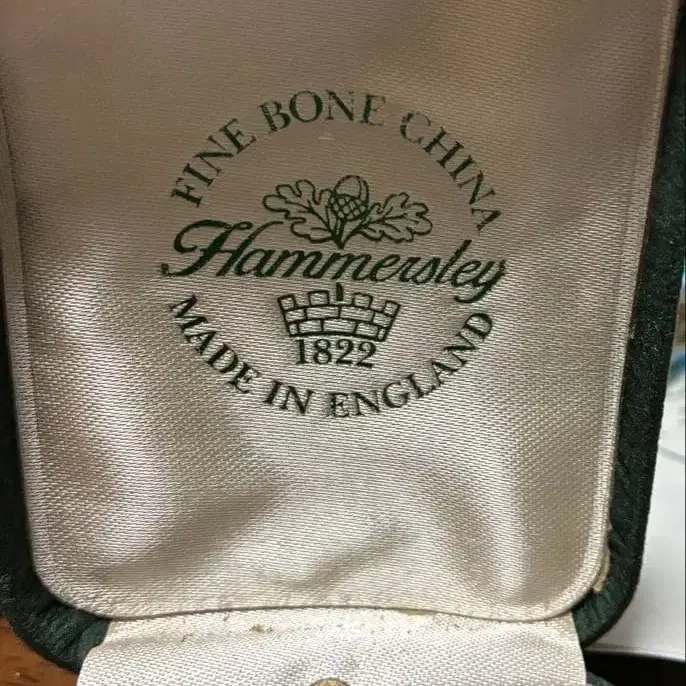 FINE BONE CHINA
Hammersley
1822
MADE IN ENGLAND